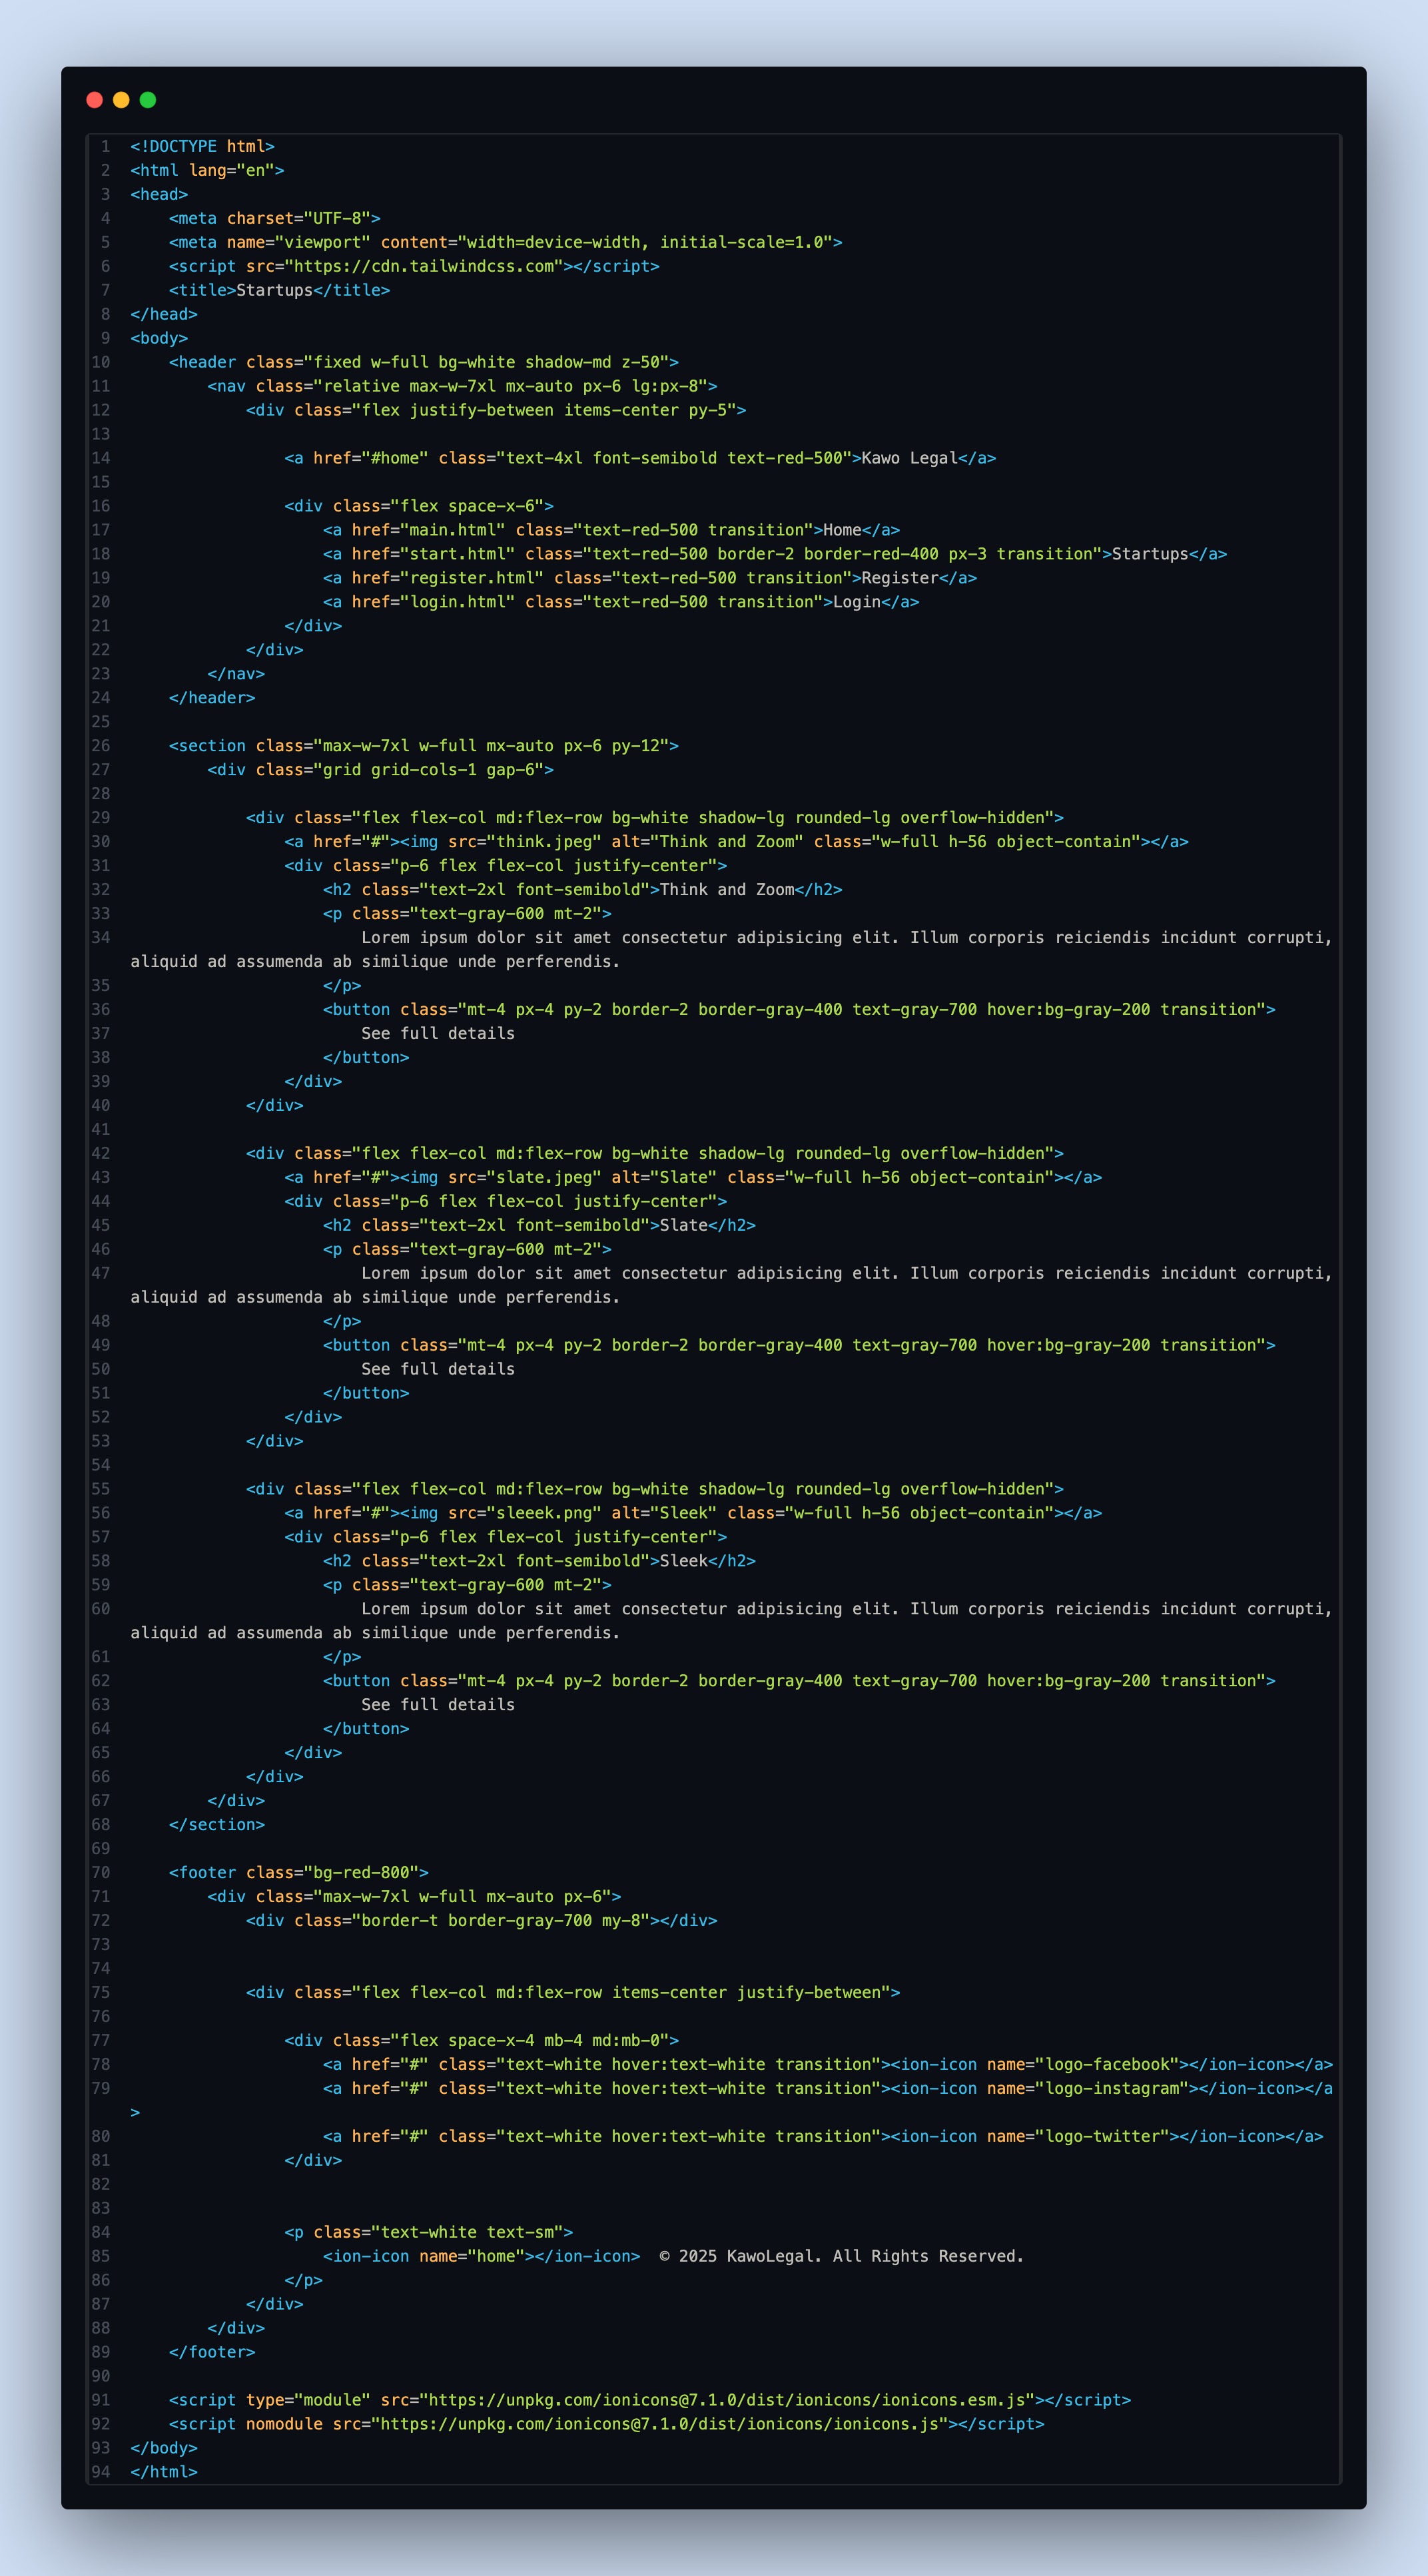 1 <!DOCTYPE html>
2 <html lang="en">
3 <head>
4     <meta charset="UTF-8">
5     <meta name="viewport" content="width=device-width, initial-scale=1.0">
6     <script src="https://cdn.tailwindcss.com"></script>
7     <title>Startups</title>
8 </head>
9 <body>
10     <header class="fixed w-full bg-white shadow-md z-50">
11         <nav class="relative max-w-7xl mx-auto px-6 lg:px-8">
12             <div class="flex justify-between items-center py-5">
13
14                 <a href="#home" class="text-4xl font-semibold text-red-500">Kawo Legal</a>
15
16                 <div class="flex space-x-6">
17                     <a href="main.html" class="text-red-500 transition">Home</a>
18                     <a href="start.html" class="text-red-500 border-2 border-red-400 px-3 transition">Startups</a>
19                     <a href="register.html" class="text-red-500 transition">Register</a>
20                     <a href="login.html" class="text-red-500 transition">Login</a>
21                 </div>
22             </div>
23         </nav>
24     </header>
25
26     <section class="max-w-7xl w-full mx-auto px-6 py-12">
27         <div class="grid grid-cols-1 gap-6">
28
29             <div class="flex flex-col md:flex-row bg-white shadow-lg rounded-lg overflow-hidden">
30                 <a href="#"><img src="think.jpeg" alt="Think and Zoom" class="w-full h-56 object-contain"></a>
31                 <div class="p-6 flex flex-col justify-center">
32                     <h2 class="text-2xl font-semibold">Think and Zoom</h2>
33                     <p class="text-gray-600 mt-2">
34                         Lorem ipsum dolor sit amet consectetur adipisicing elit. Illum corporis reiciendis incidunt corrupti,
aliquid ad assumenda ab similique unde perferendis.
35                     </p>
36                     <button class="mt-4 px-4 py-2 border-2 border-gray-400 text-gray-700 hover:bg-gray-200 transition">
37                         See full details
38                     </button>
39                 </div>
40             </div>
41
42             <div class="flex flex-col md:flex-row bg-white shadow-lg rounded-lg overflow-hidden">
43                 <a href="#"><img src="slate.jpeg" alt="Slate" class="w-full h-56 object-contain"></a>
44                 <div class="p-6 flex flex-col justify-center">
45                     <h2 class="text-2xl font-semibold">Slate</h2>
46                     <p class="text-gray-600 mt-2">
47                         Lorem ipsum dolor sit amet consectetur adipisicing elit. Illum corporis reiciendis incidunt corrupti,
aliquid ad assumenda ab similique unde perferendis.
48                     </p>
49                     <button class="mt-4 px-4 py-2 border-2 border-gray-400 text-gray-700 hover:bg-gray-200 transition">
50                         See full details
51                     </button>
52                 </div>
53             </div>
54
55             <div class="flex flex-col md:flex-row bg-white shadow-lg rounded-lg overflow-hidden">
56                 <a href="#"><img src="sleeek.png" alt="Sleek" class="w-full h-56 object-contain"></a>
57                 <div class="p-6 flex flex-col justify-center">
58                     <h2 class="text-2xl font-semibold">Sleek</h2>
59                     <p class="text-gray-600 mt-2">
60                         Lorem ipsum dolor sit amet consectetur adipisicing elit. Illum corporis reiciendis incidunt corrupti,
aliquid ad assumenda ab similique unde perferendis.
61                     </p>
62                     <button class="mt-4 px-4 py-2 border-2 border-gray-400 text-gray-700 hover:bg-gray-200 transition">
63                         See full details
64                     </button>
65                 </div>
66             </div>
67         </div>
68     </section>
69
70     <footer class="bg-red-800">
71         <div class="max-w-7xl w-full mx-auto px-6">
72             <div class="border-t border-gray-700 my-8"></div>
73
74
75             <div class="flex flex-col md:flex-row items-center justify-between">
76
77                 <div class="flex space-x-4 mb-4 md:mb-0">
78                     <a href="#" class="text-white hover:text-white transition"><ion-icon name="logo-facebook"></ion-icon></a>
79                     <a href="#" class="text-white hover:text-white transition"><ion-icon name="logo-instagram"></ion-icon></a
>
80                     <a href="#" class="text-white hover:text-white transition"><ion-icon name="logo-twitter"></ion-icon></a>
81                 </div>
82
83
84                 <p class="text-white text-sm">
85                     <ion-icon name="home"></ion-icon>  © 2025 KawoLegal. All Rights Reserved.
86                 </p>
87             </div>
88         </div>
89     </footer>
90
91     <script type="module" src="https://unpkg.com/ionicons@7.1.0/dist/ionicons/ionicons.esm.js"></script>
92     <script nomodule src="https://unpkg.com/ionicons@7.1.0/dist/ionicons/ionicons.js"></script>
93 </body>
94 </html>